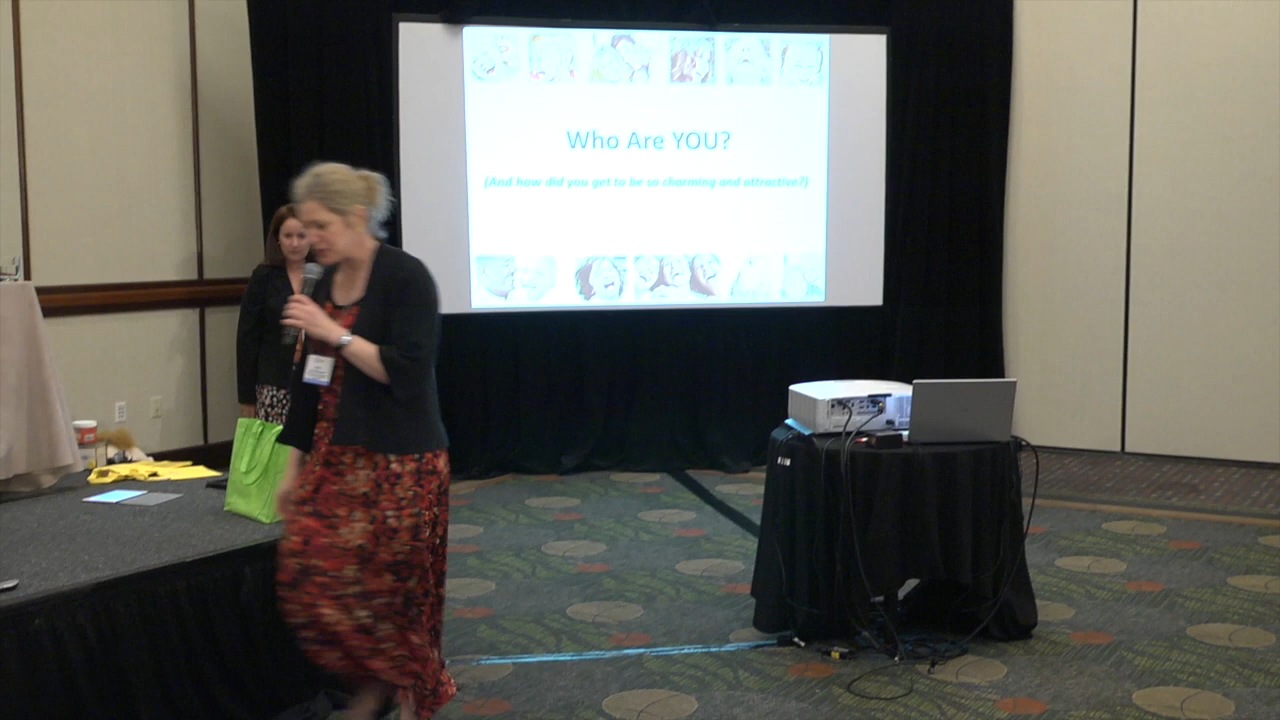 Who Are YOU?
(And how did you get to be so charming and attractive?)